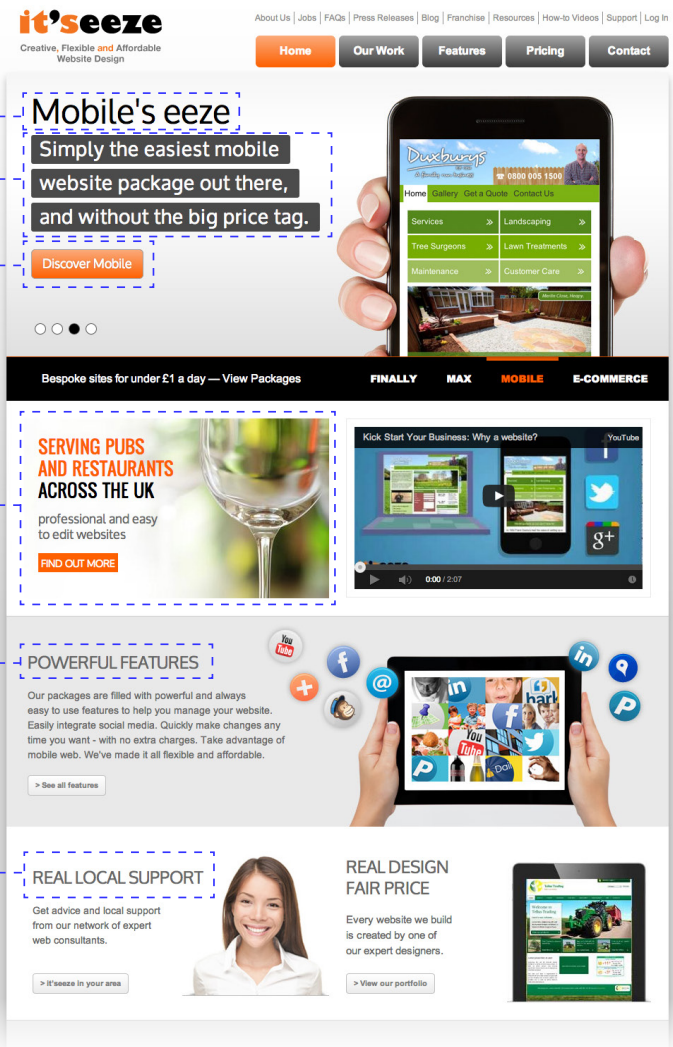 it'seeze
Creative, Flexible and Affordable
Website Design
About Us | Jobs | FAQs | Press Releases | Blog | Franchise | Resources | How-to Videos | Support | Log In
Home Our Work Features Pricing Contact
Mobile's eeze
Simply the easiest mobile
website package out there,
and without the big price tag.
Discover Mobile
Duxburys
0800 005 1500
Home Gallery Get a Quote Contact Us
Services » Landscaping »
Tree Surgeons » Lawn Treatments »
Maintenance » Customer Care »
Bespoke sites for under £1 a day — View Packages
FINALLY MAX MOBILE E-COMMERCE
SERVING PUBS
AND RESTAURANTS
ACROSS THE UK
professional and easy
to edit websites
FIND OUT MORE
Kick Start Your Business: Why a website?
YouTube
0:00 / 2:07
POWERFUL FEATURES
Our packages are filled with powerful and always
easy to use features to help you manage your website.
Easily integrate social media. Quickly make changes any
time you want - with no extra charges. Take advantage of
mobile web. We've made it all flexible and affordable.
> See all features
You
Tube
in
You
Tube
REAL LOCAL SUPPORT
Get advice and local support
from our network of expert
web consultants.
> it'seeze in your area
REAL DESIGN
FAIR PRICE
Every website we build
is created by one of
our expert designers.
> View our portfolio
Welcome to